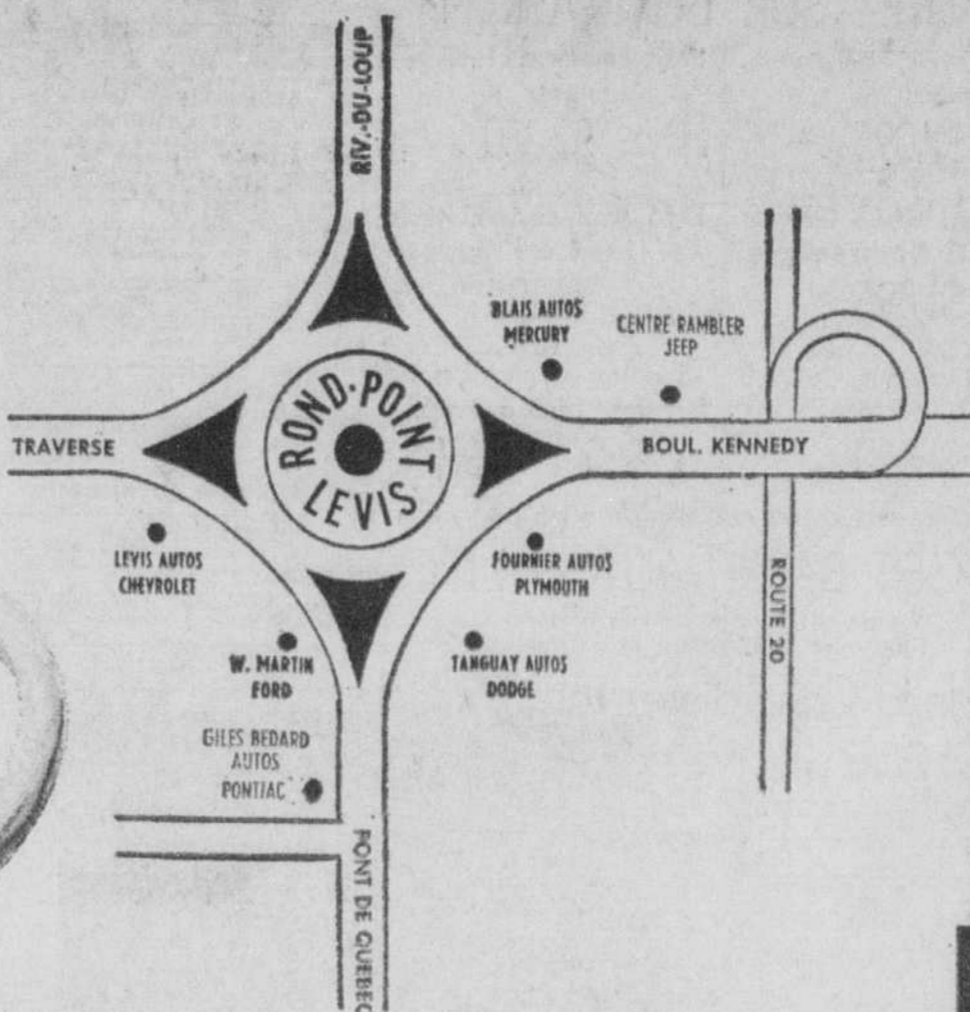 RIV.-DU-LOUP
BLAIS AUTOS
MERCURY
CENTRE RAMBLER
JEEP
TRAVERSE
ROND-POINT
LEVIS
BOUL. KENNEDY
LEVIS AUTOS
CHEVROLET
FOURNIER AUTOS
PLYMOUTH
ROUTE 20
W. MARTIN
FORD
TANGUAY AUTOS
DODGE
GILES BEDARD
AUTOS
PONTIAC
PONT DE QUEBEC